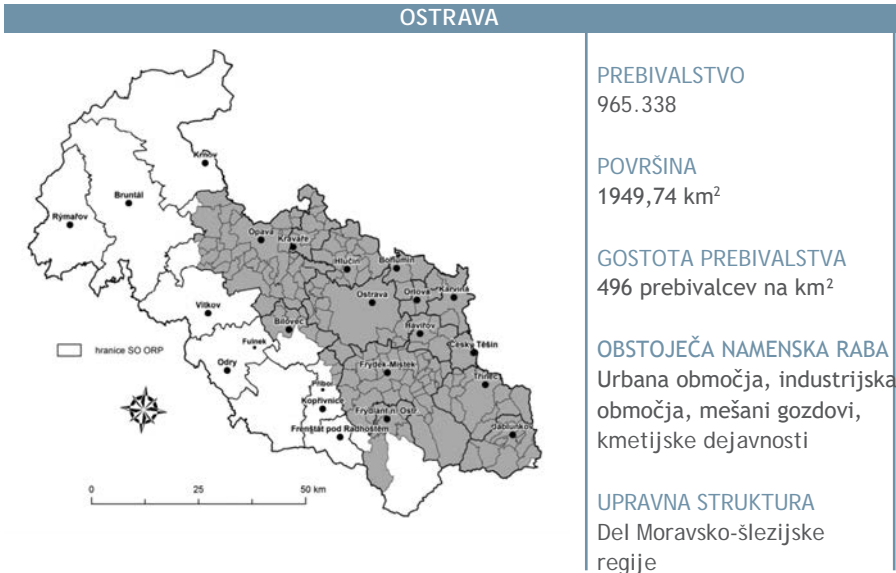 OSTRAVA
Krnov
Bruntál
Rýmařov
Opava
Kravaře
Hlučín
Bohumín
Ostrava
Orlová
Karviná
Vítkov
Bílovec
Havířov
Fulnek
Český Těšín
hranice SO ORP
Odry
Frýdek-Místek
Příbor
Třinec
Kopřivnice
Frýdlant n. Ostr.
Frenštát pod Radhoštěm
Jablunkov
0 25 50 km
PREBIVALSTVO
965.338
POVRŠINA
1949,74 km²
GOSTOTA PREBIVALSTVA
496 prebivalcev na km²
OBSTOJEČA NAMENSKA RABA
Urbana območja, industrijska
območja, mešani gozdovi,
kmetijske dejavnosti
UPRAVNA STRUKTURA
Del Moravsko-šlezijske
regije